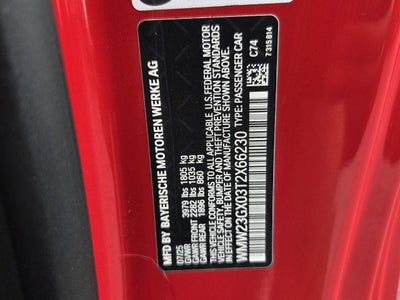 MFD BY BAYERISCHE MOTOREN WERKE AG
07/25
GVWR 3979 lbs 1805 kg
GAWR FRONT 2282 lbs 1035 kg
GAWR REAR 1896 lbs 860 kg
THIS VEHICLE CONFORMS TO ALL APPLICABLE U.S.FEDERAL MOTOR
VEHICLE SAFETY, BUMPER AND THEFT PREVENTION STANDARDS
IN EFFECT ON THE DATE OF MANUFACTURE SHOWN ABOVE.
WMW23GX03T2X66230 TYPE: PASSENGER CAR
C74
7315814